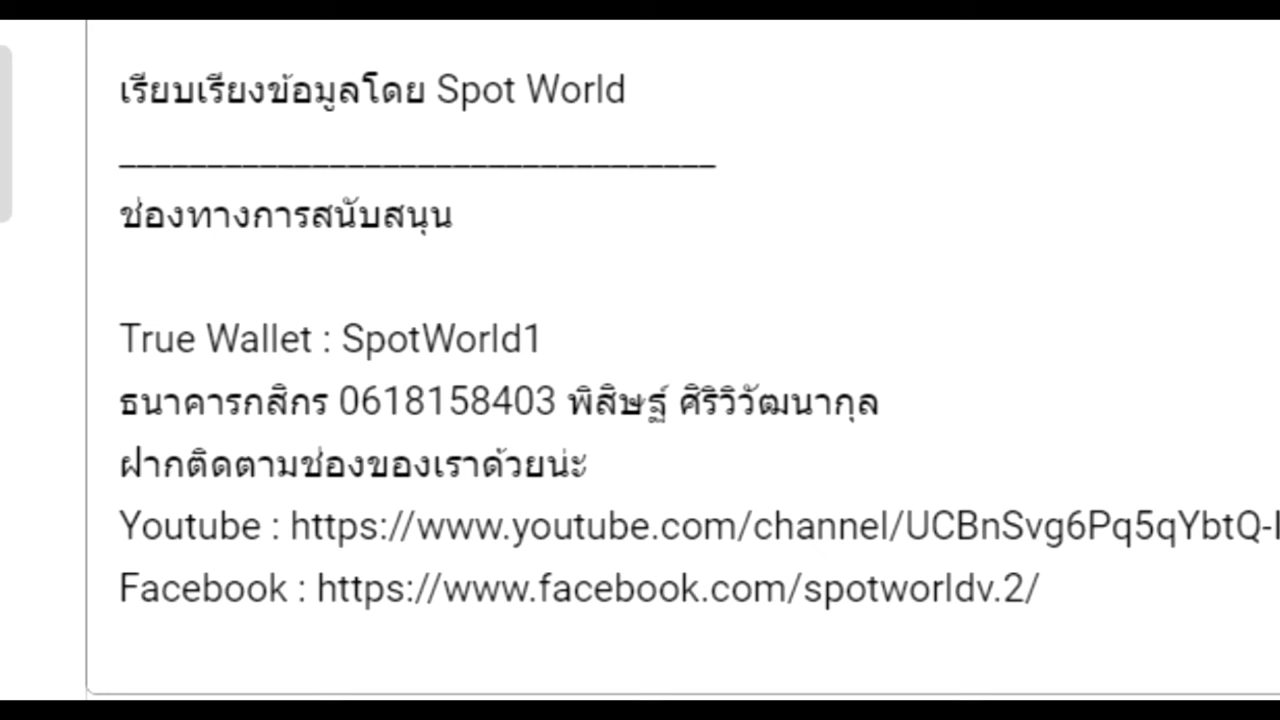 เรียบเรียงข้อมูลโดย Spot World
__________________________________
ช่องทางการสนับสนุน
True Wallet : SpotWorld1
ธนาคารกสิกร 0618158403 พิสิษฐ์ ศิริวิวัฒนากุล
ฝากติดตามช่องของเราด้วยน่ะ
Youtube : https://www.youtube.com/channel/UCBnSvg6Pq5qYbtQ-
Facebook : https://www.facebook.com/spotworldv.2/